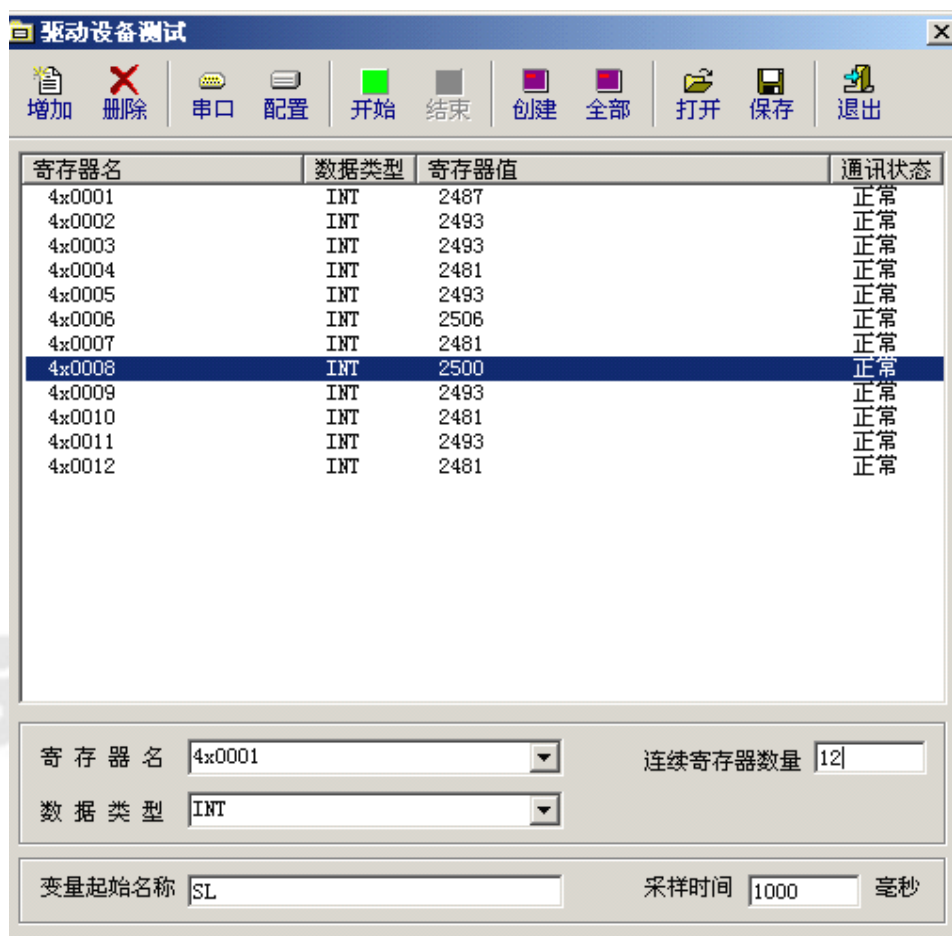 驱动设备测试
增加 删除 串口 配置 开始 结束 创建 全部 打开 保存 退出
寄存器名 数据类型 寄存器值 通讯状态
4x0001 INT 2487 正常
4x0002 INT 2493 正常
4x0003 INT 2493 正常
4x0004 INT 2481 正常
4x0005 INT 2493 正常
4x0006 INT 2506 正常
4x0007 INT 2481 正常
4x0008 INT 2500 正常
4x0009 INT 2493 正常
4x0010 INT 2481 正常
4x0011 INT 2493 正常
4x0012 INT 2481 正常
寄存器名 4x0001 连续寄存器数量 12
数据类型 INT
变量起始名称 SL 采样时间 1000 毫秒